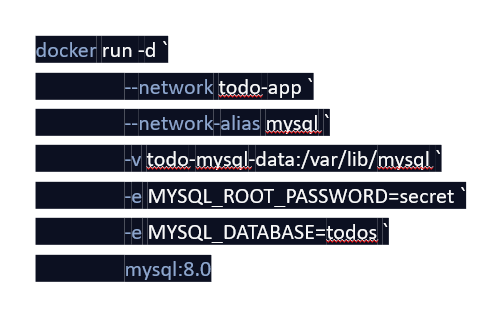 docker run -d `
--network todo-app `
--network-alias mysql `
-v todo-mysql-data:/var/lib/mysql `
-e MYSQL_ROOT_PASSWORD=secret `
-e MYSQL_DATABASE=todos `
mysql:8.0